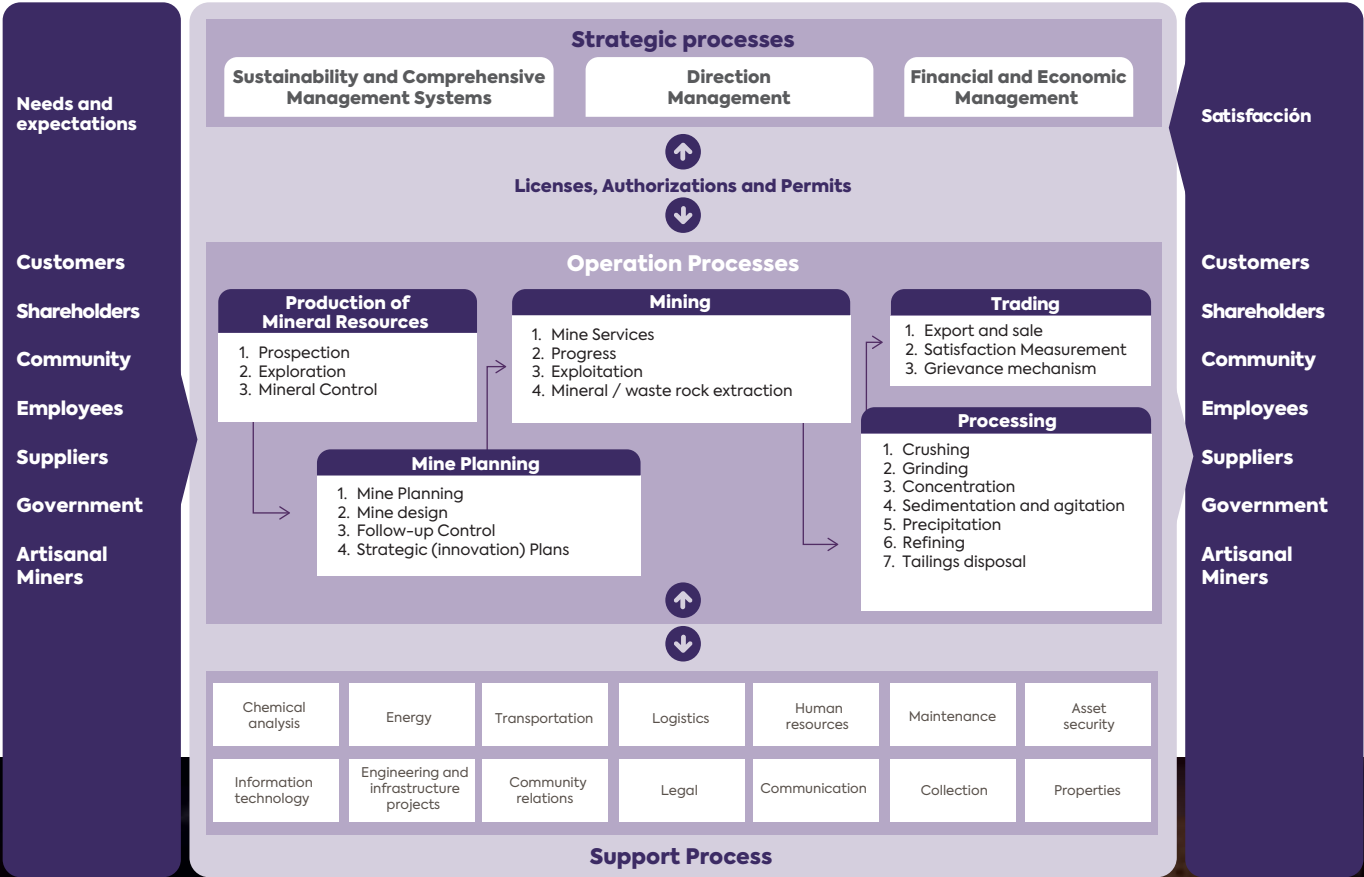 Needs and
expectations
Customers
Shareholders
Community
Employees
Suppliers
Government
Artisanal
Miners
Strategic processes
Sustainability and Comprehensive
Management Systems
Direction
Management
Financial and Economic
Management
Licenses, Authorizations and Permits
Operation Processes
Production of
Mineral Resources
1. Prospection
2. Exploration
3. Mineral Control
Mine Planning
1. Mine Planning
2. Mine design
3. Follow-up Control
4. Strategic (innovation) Plans
Mining
1. Mine Services
2. Progress
3. Exploitation
4. Mineral / waste rock extraction
Trading
1. Export and sale
2. Satisfaction Measurement
3. Grievance mechanism
Processing
1. Crushing
2. Grinding
3. Concentration
4. Sedimentation and agitation
5. Precipitation
6. Refining
7. Tailings disposal
Chemical
analysis
Energy
Transportation
Logistics
Human
resources
Maintenance
Asset
security
Information
technology
Engineering and
infrastructure
projects
Community
relations
Legal
Communication
Collection
Properties
Support Process
Satisfacción
Customers
Shareholders
Community
Employees
Suppliers
Government
Artisanal
Miners